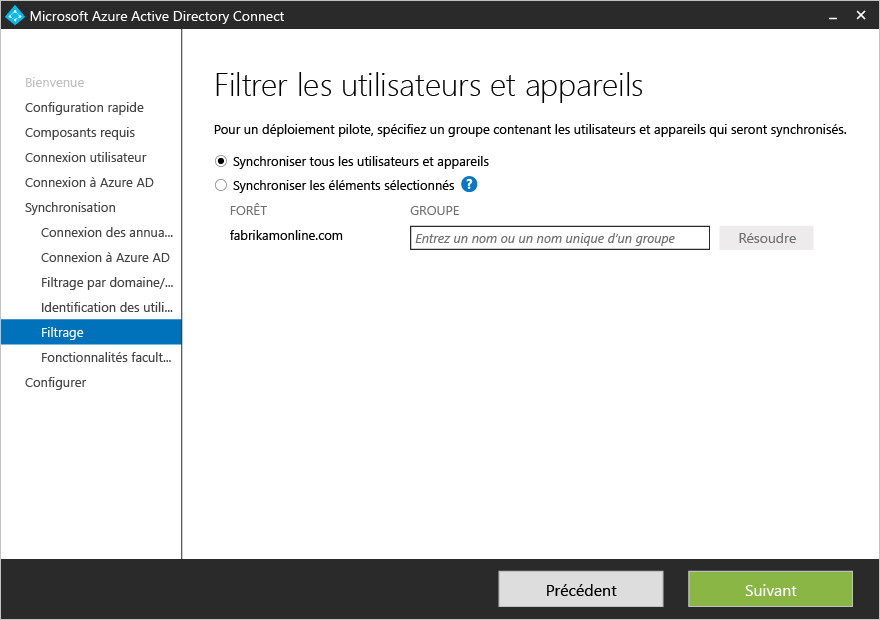 Microsoft Azure Active Directory Connect
Bienvenue
Configuration rapide
Composants requis
Connexion utilisateur
Connexion à Azure AD
Synchronisation
Connexion des annua...
Connexion à Azure AD
Filtrage par domaine/...
Identification des utili...
Filtrage
Fonctionnalités facult...
Configurer
Filtrer les utilisateurs et appareils
Pour un déploiement pilote, spécifiez un groupe contenant les utilisateurs et appareils qui seront synchronisés.
Synchroniser tous les utilisateurs et appareils
Synchroniser les éléments sélectionnés ?
FORÊT GROUPE
fabrikamonline.com Entrez un nom ou un nom unique d'un groupe Résoudre
Précédent Suivant